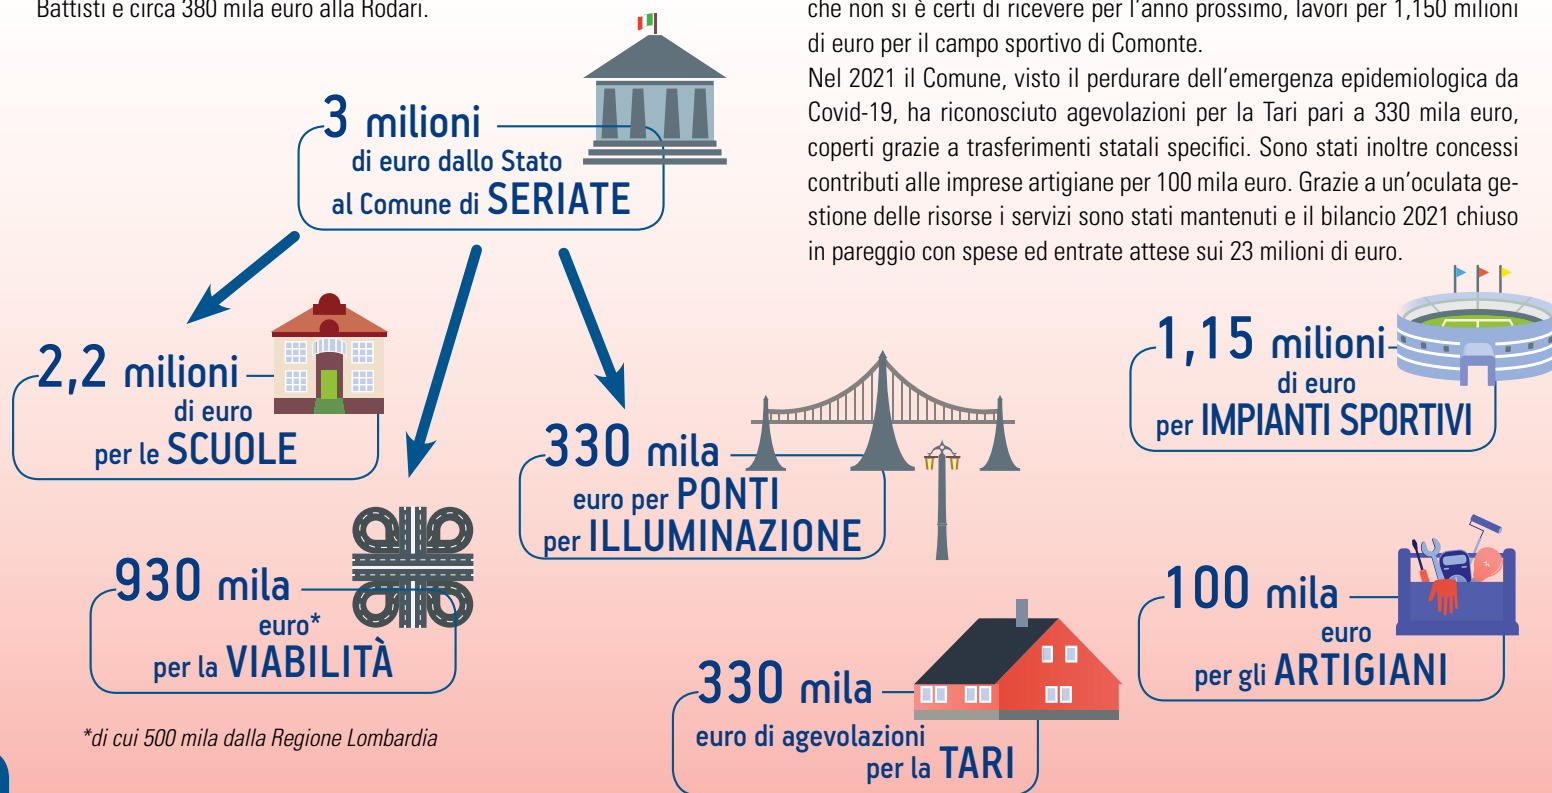 Battisti e circa 380 mila euro alla Rodari.
3 milioni
di euro dallo Stato
al Comune di SERIATE
2,2 milioni
di euro
per le SCUOLE
930 mila
euro*
per la VIABILITÀ
*di cui 500 mila dalla Regione Lombardia
330 mila
euro per PONTI
per ILLUMINAZIONE
che non si è certi di ricevere per l'anno prossimo, lavori per 1,150 milioni
di euro per il campo sportivo di Comonte.
Nel 2021 il Comune, visto il perdurare dell'emergenza epidemiologica da
Covid-19, ha riconosciuto agevolazioni per la Tari pari a 330 mila euro,
coperti grazie a trasferimenti statali specifici. Sono stati inoltre concessi
contributi alle imprese artigiane per 100 mila euro. Grazie a un'oculata ge-
stione delle risorse i servizi sono stati mantenuti e il bilancio 2021 chiuso
in pareggio con spese ed entrate attese sui 23 milioni di euro.
1,15 milioni
di euro
per IMPIANTI SPORTIVI
100 mila
euro
per gli ARTIGIANI
330 mila
euro di agevolazioni
per la TARI